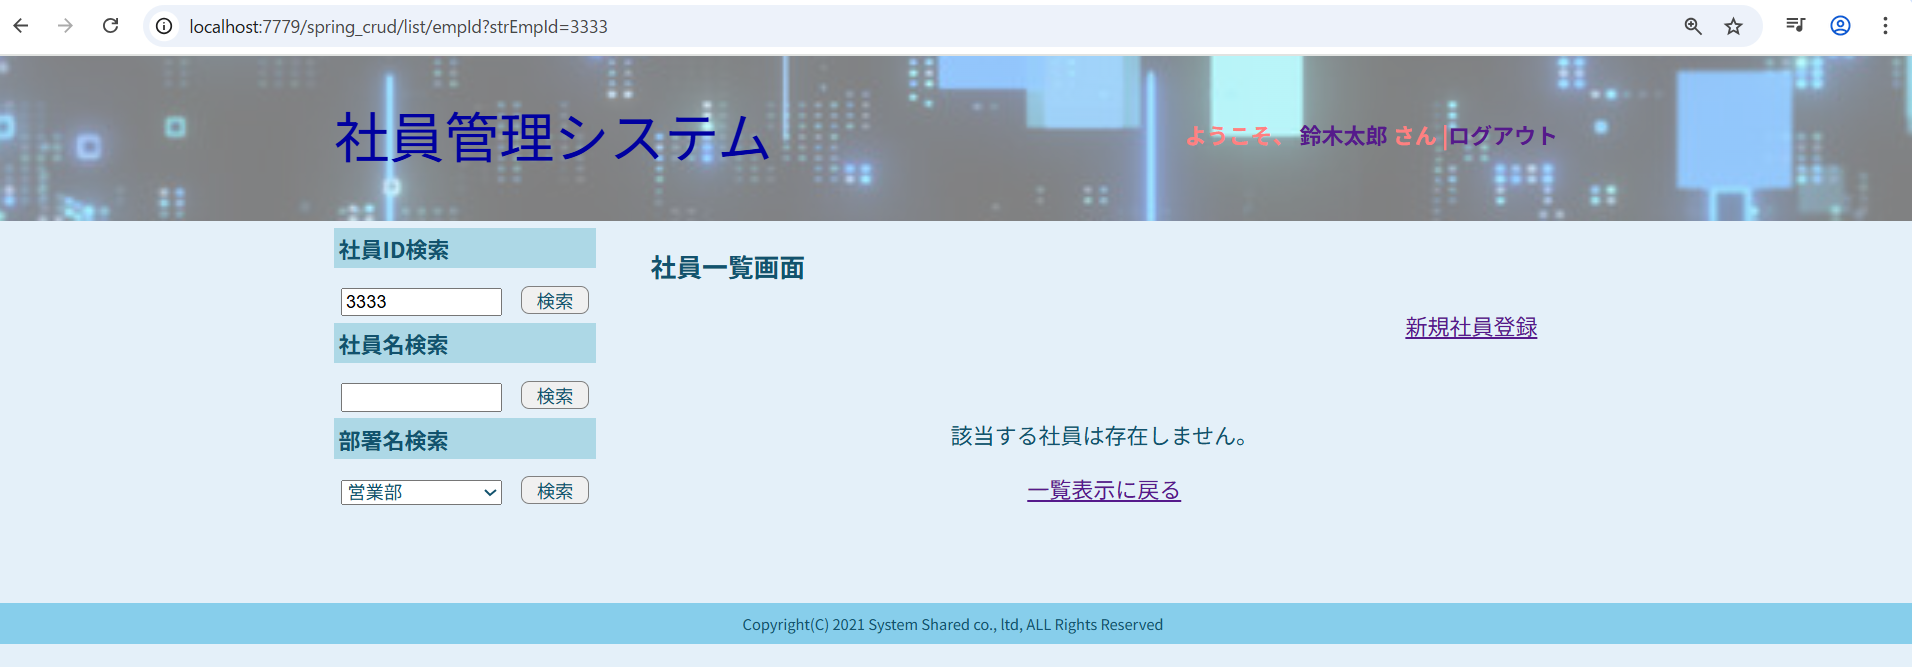 localhost:7779/spring_crud/list/empId?strEmpId=3333
社員管理システム
ようこそ、 鈴木太郎 さん |ログアウト
社員ID検索
3333 検索
社員名検索
検索
部署名検索
営業部 検索
社員一覧画面
新規社員登録
該当する社員は存在しません。
一覧表示に戻る
Copyright(C) 2021 System Shared co., ltd, ALL Rights Reserved